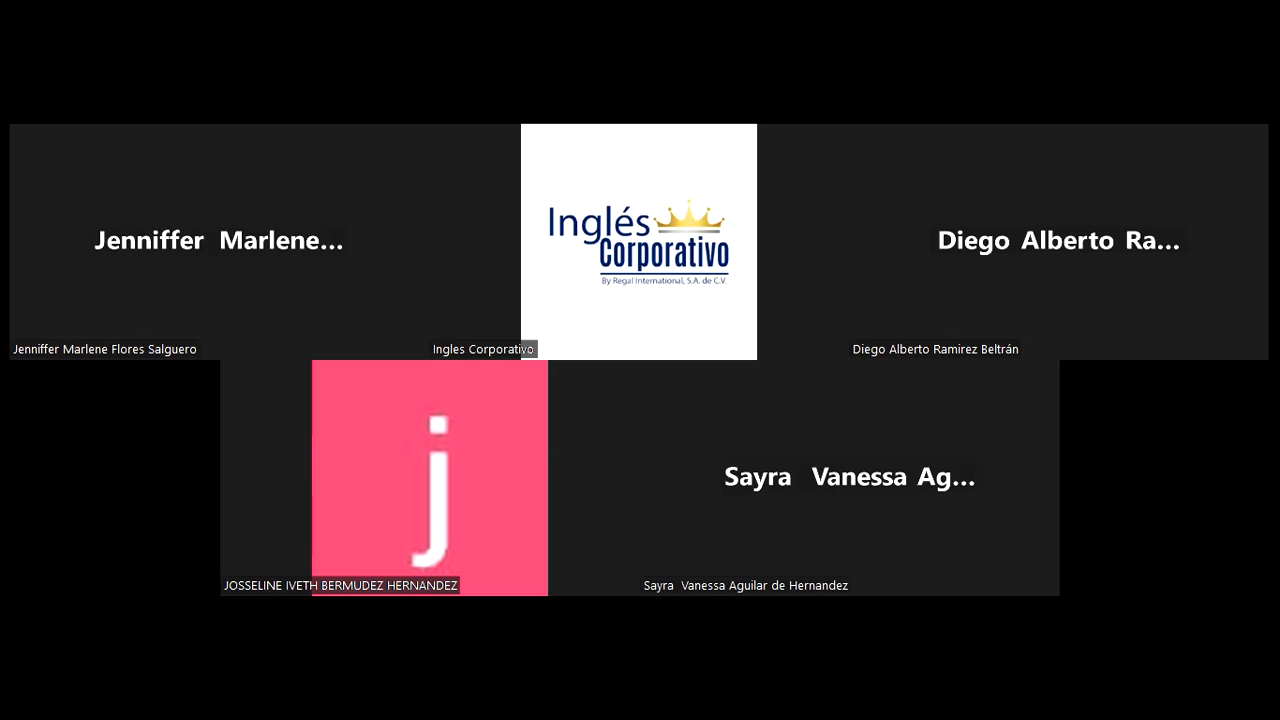 Jenniffer Marlene...
Inglés
Corporativo
By Regal International, S.A. de C.V.
Diego Alberto Ra...
Jenniffer Marlene Flores Salguero
Ingles Corporativo
Diego Alberto Ramirez Beltrán
j
Sayra Vanessa Ag...
JOSSELINE IVETH BERMUDEZ HERNANDEZ
Sayra Vanessa Aguilar de Hernandez